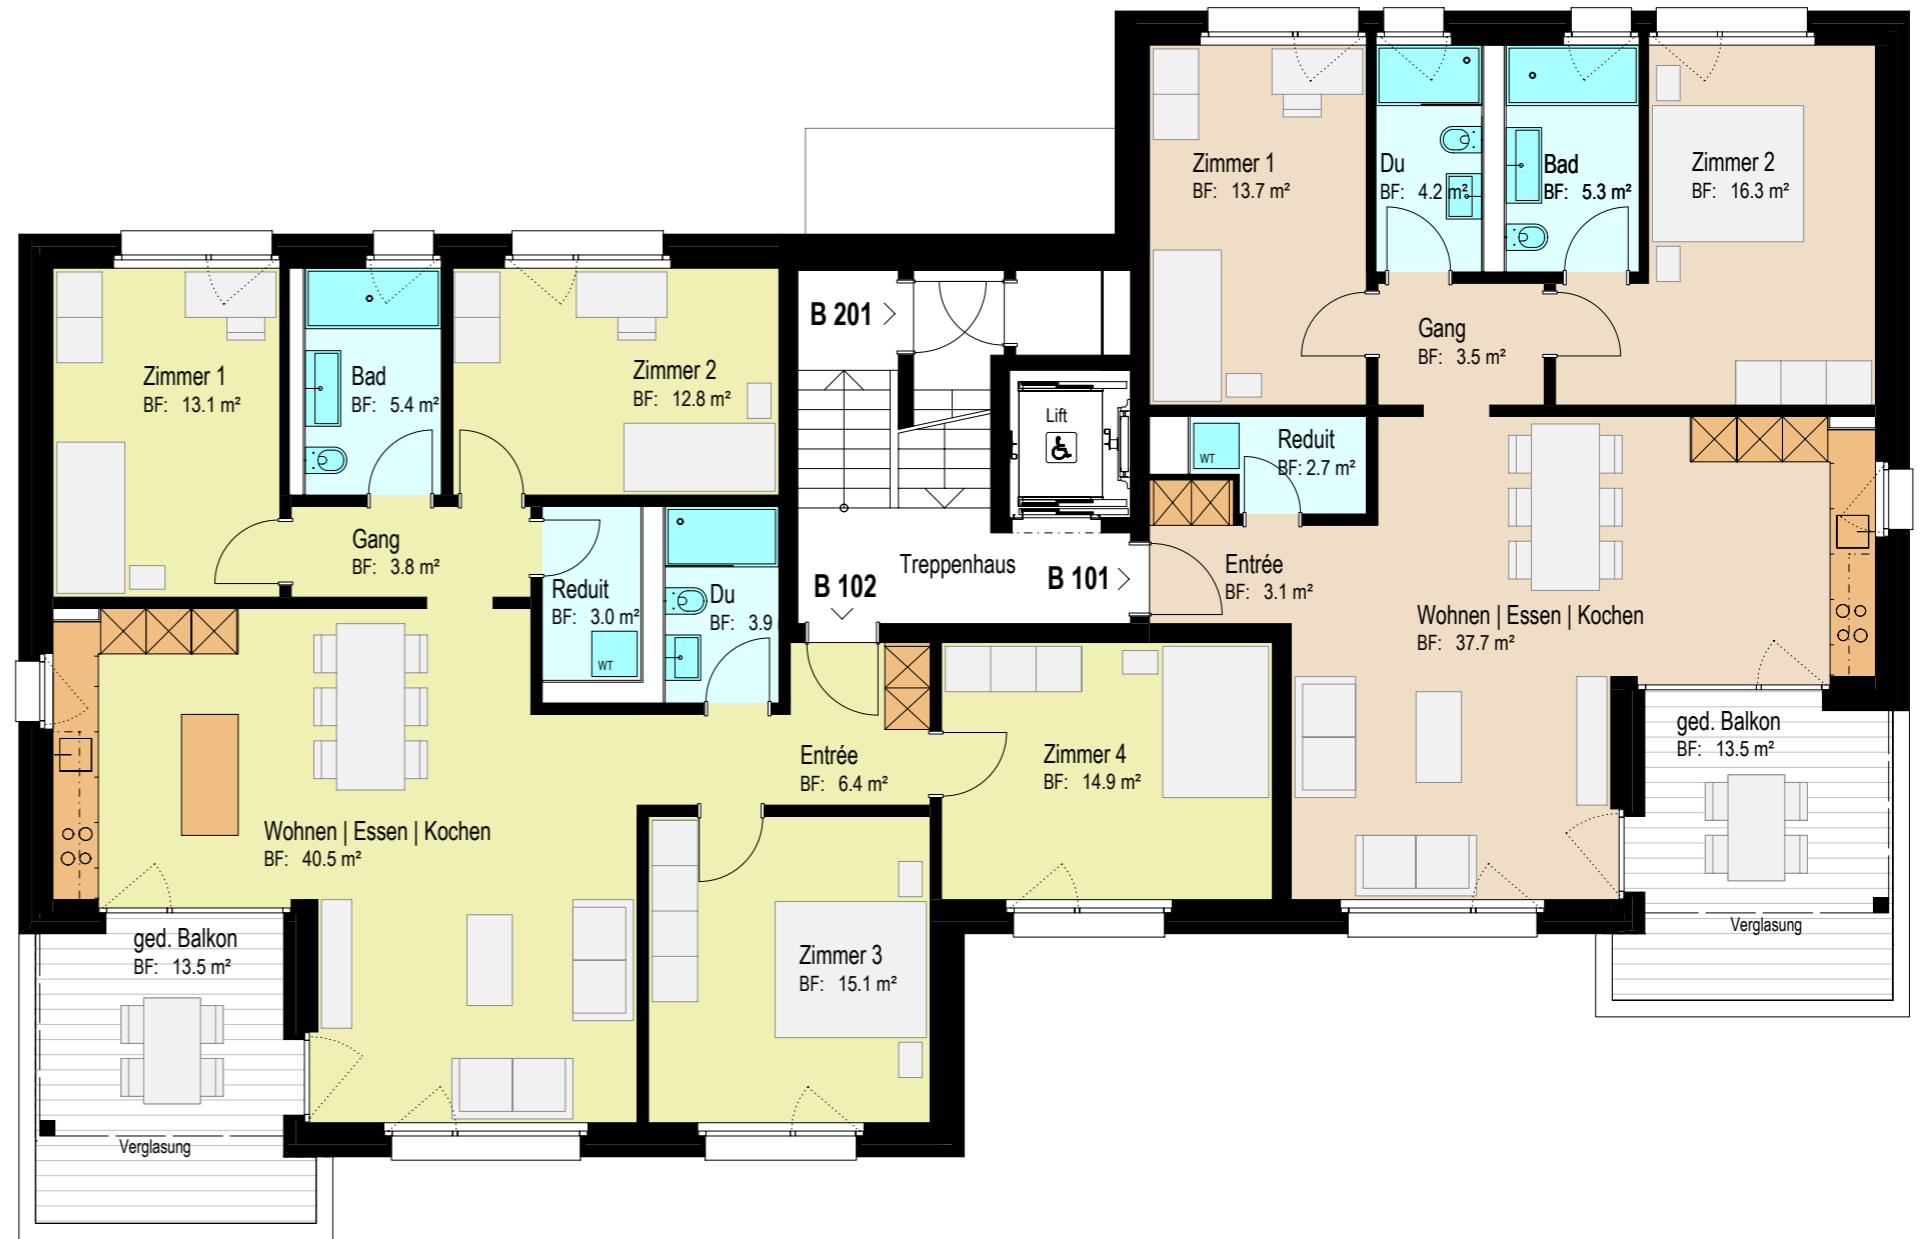 Zimmer 1
BF: 13.7 m²
Du
BF: 4.2 m²
Bad
BF: 5.3 m²
Zimmer 2
BF: 16.3 m²
Gang
BF: 3.5 m²
B 201
Zimmer 1
BF: 13.1 m²
Bad
BF: 5.4 m²
Zimmer 2
BF: 12.8 m²
Lift
WT
Reduit
BF: 2.7 m²
Gang
BF: 3.8 m²
Reduit
BF: 3.0 m²
WT
Du
BF: 3.9
Treppenhaus
B 102
B 101
Entrée
BF: 3.1 m²
Wohnen | Essen | Kochen
BF: 37.7 m²
Entrée
BF: 6.4 m²
Zimmer 4
BF: 14.9 m²
ged. Balkon
BF: 13.5 m²
Verglasung
Wohnen | Essen | Kochen
BF: 40.5 m²
ged. Balkon
BF: 13.5 m²
Zimmer 3
BF: 15.1 m²
Verglasung